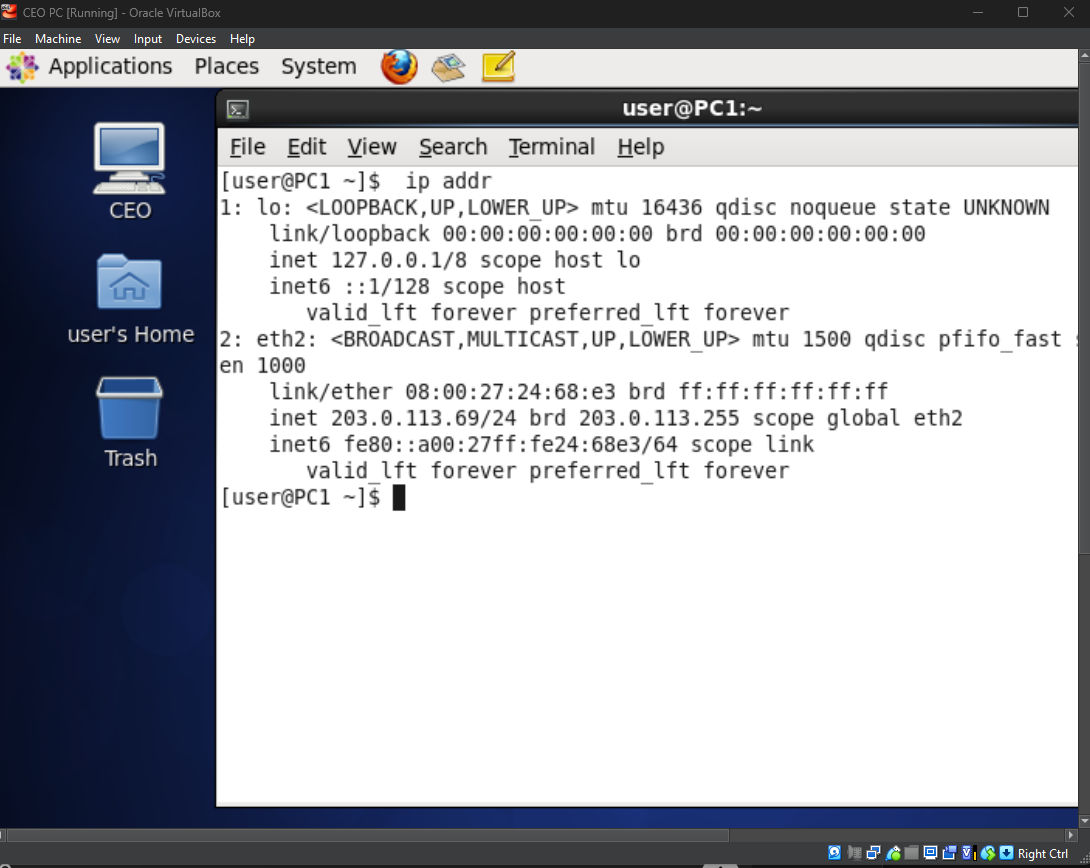 CEO PC [Running] - Oracle VirtualBox
File Machine View Input Devices Help
Applications Places System
user@PC1:~
File Edit View Search Terminal Help
[user@PC1 ~]$  ip addr
1: lo: <LOOPBACK,UP,LOWER_UP> mtu 16436 qdisc noqueue state UNKNOWN
link/loopback 00:00:00:00:00:00 brd 00:00:00:00:00:00
inet 127.0.0.1/8 scope host lo
inet6 ::1/128 scope host
valid_lft forever preferred_lft forever
2: eth2: <BROADCAST,MULTICAST,UP,LOWER_UP> mtu 1500 qdisc pfifo_fast s
en 1000
link/ether 08:00:27:24:68:e3 brd ff:ff:ff:ff:ff:ff
inet 203.0.113.69/24 brd 203.0.113.255 scope global eth2
inet6 fe80::a00:27ff:fe24:68e3/64 scope link
valid_lft forever preferred_lft forever
[user@PC1 ~]$
CEO
user's Home
Trash
Right Ctrl